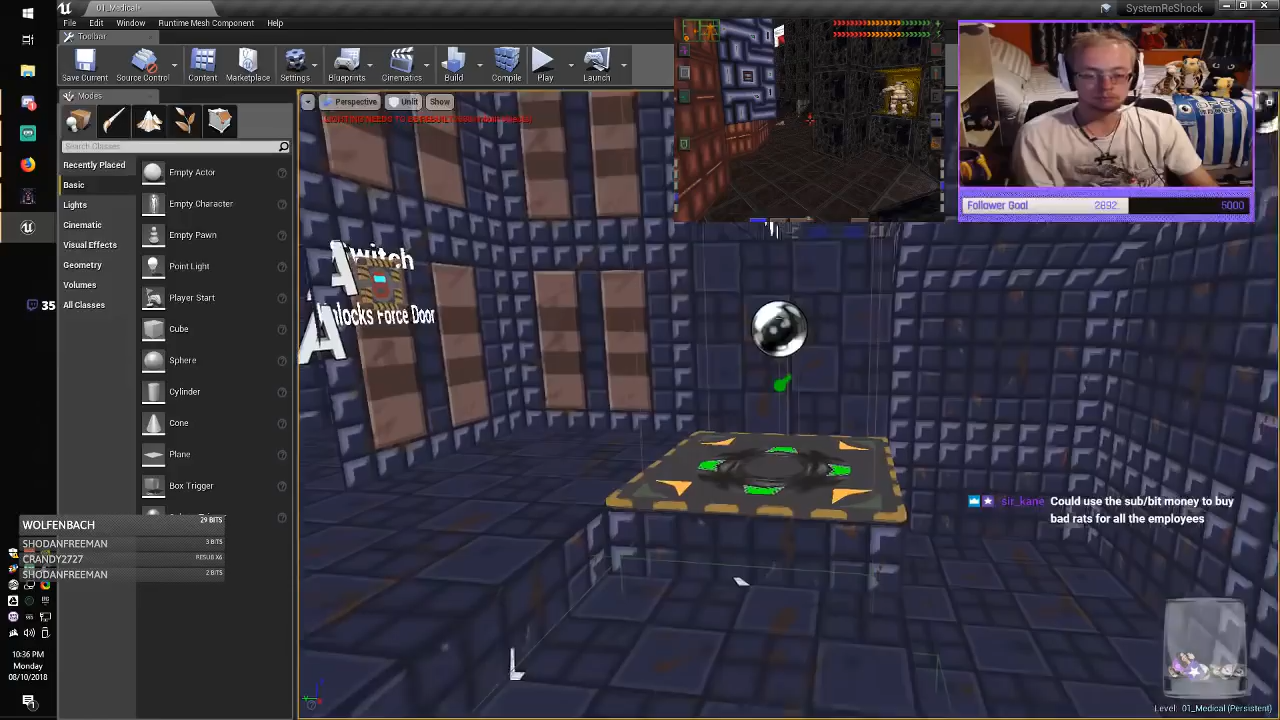 01_Medical*
SystemReShock
File Edit Window Runtime Mesh Component Help
Toolbar
Save Current Source Control Content Marketplace Settings Blueprints Cinematics Build Compile Play Launch
Modes
Search Classes
Recently Placed
Basic
Lights
Cinematic
Visual Effects
Geometry
Volumes
All Classes
Empty Actor
Empty Character
Empty Pawn
Point Light
Player Start
Cube
Sphere
Cylinder
Cone
Plane
Box Trigger
Perspective Unlit Show
Switch
Unlocks Force Door
A
A
Follower Goal 2892 5000
35
sir_kane Could use the sub/bit money to buy
bad rats for all the employees
WOLFENBACH 29 BITS
SHODANFREEMAN 3 BITS
CRANDY2727 RESUB X6
SHODANFREEMAN 2 BITS
10:36 PM
Monday
08/10/2018
Level: 01_Medical (Persistent)